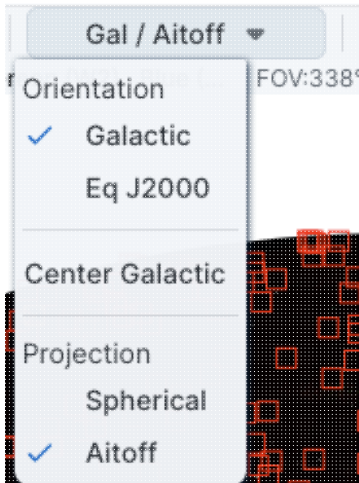 Gal / Aitoff
FOV:338°
Orientation
Galactic
Eq J2000
Center Galactic
Projection
Spherical
Aitoff